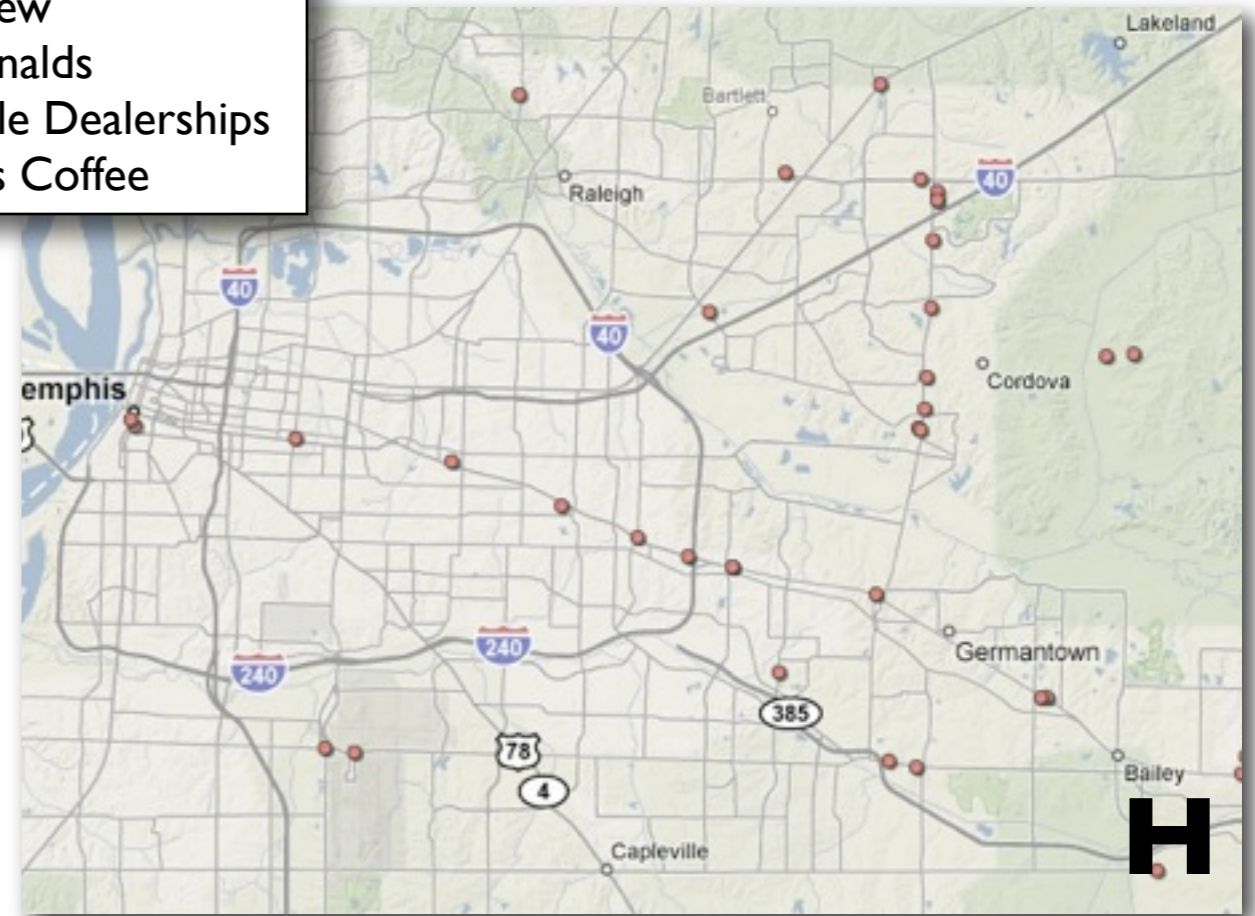 ew
nalds
le Dealerships
s Coffee
Lakeland
Bartlett
40
Raleigh
40
40
Cordova
emphis
240
240
Germantown
385
78
4
Bailey
Capleville
H